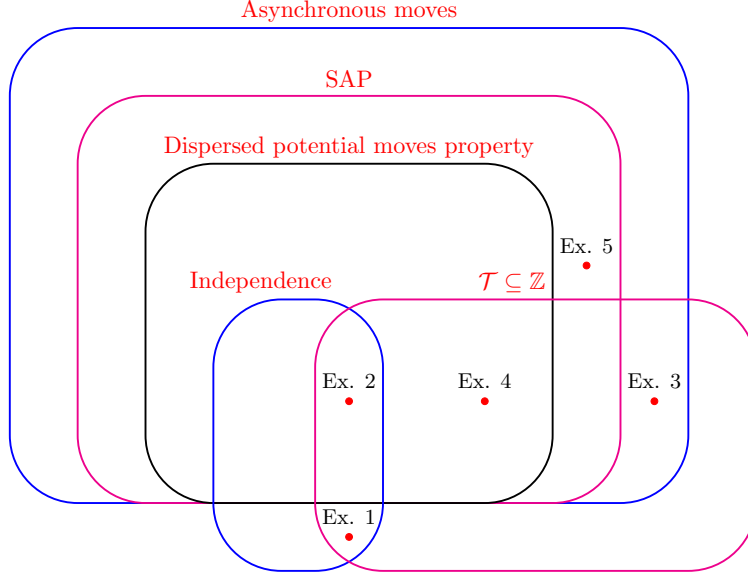 Asynchronous moves
SAP
Dispersed potential moves property
Ex. 5
Independence
𝒯 ⊆ ℤ
Ex. 2
Ex. 4
Ex. 3
Ex. 1